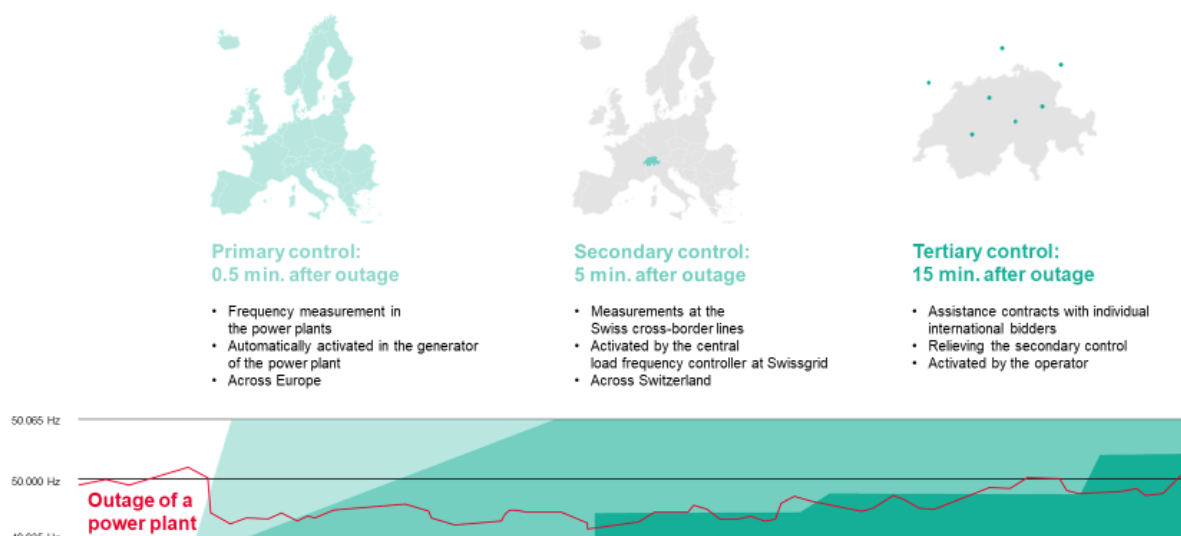 Primary control:
0.5 min. after outage
• Frequency measurement in
the power plants
• Automatically activated in the generator
of the power plant
• Across Europe
Secondary control:
5 min. after outage
• Measurements at the
Swiss cross-border lines
• Activated by the central
load frequency controller at Swissgrid
• Across Switzerland
Tertiary control:
15 min. after outage
• Assistance contracts with individual
international bidders
• Relieving the secondary control
• Activated by the operator
50.065 Hz
50.000 Hz
Outage of a
power plant